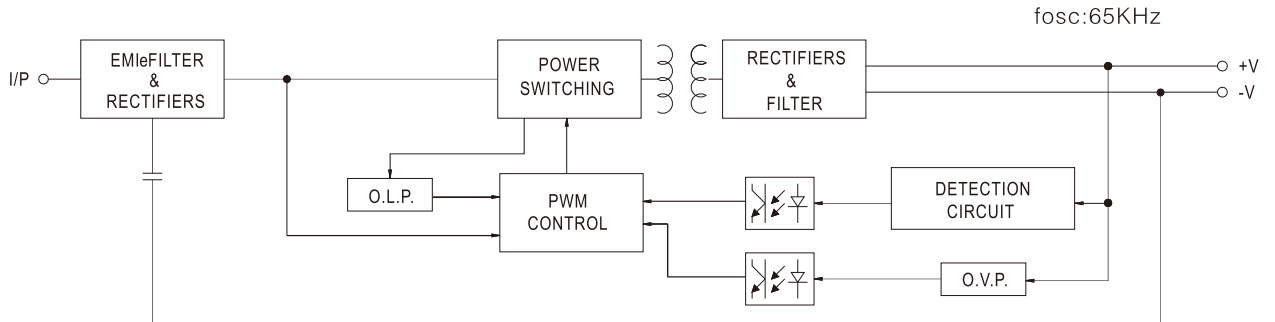 fosc:65KHz
I/P
EMIeFILTER
&
RECTIFIERS
POWER
SWITCHING
RECTIFIERS
&
FILTER
+V
-V
O.L.P.
PWM
CONTROL
DETECTION
CIRCUIT
O.V.P.